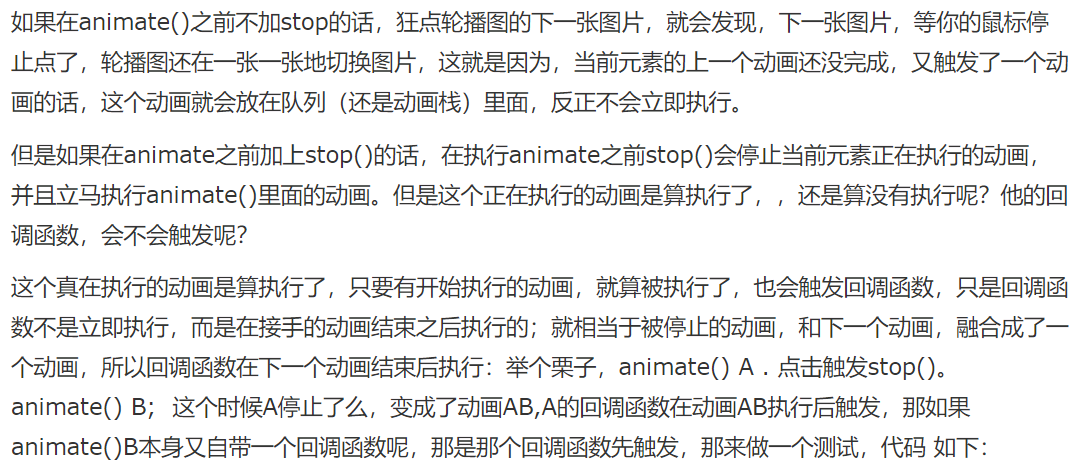 如果在animate()之前不加stop的话，狂点轮播图的下一张图片，就会发现，下一张图片，等你的鼠标停
止点了，轮播图还在一张一张地切换图片，这就是因为，当前元素的上一个动画还没完成，又触发了一个动
画的话，这个动画就会放在队列（还是动画栈）里面，反正不会立即执行。
但是如果在animate之前加上stop()的话，在执行animate之前stop()会停止当前元素正在执行的动画，
并且立马执行animate()里面的动画。但是这个正在执行的动画是算执行了，，还是算没有执行呢？他的回
调函数，会不会触发呢？
这个真在执行的动画是算执行了，只要有开始执行的动画，就算被执行了，也会触发回调函数，只是回调函
数不是立即执行，而是在接手的动画结束之后执行的；就相当于被停止的动画，和下一个动画，融合成了一
个动画，所以回调函数在下一个动画结束后执行：举个栗子，animate() A . 点击触发stop()。
animate() B；这个时候A停止了么，变成了动画AB,A的回调函数在动画AB执行后触发，那如果
animate()B本身又自带一个回调函数呢，那是那个回调函数先触发，那来做一个测试，代码 如下：